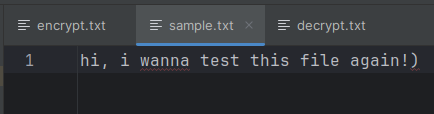 encrypt.txt sample.txt decrypt.txt
1 hi, i wanna test this file again!)